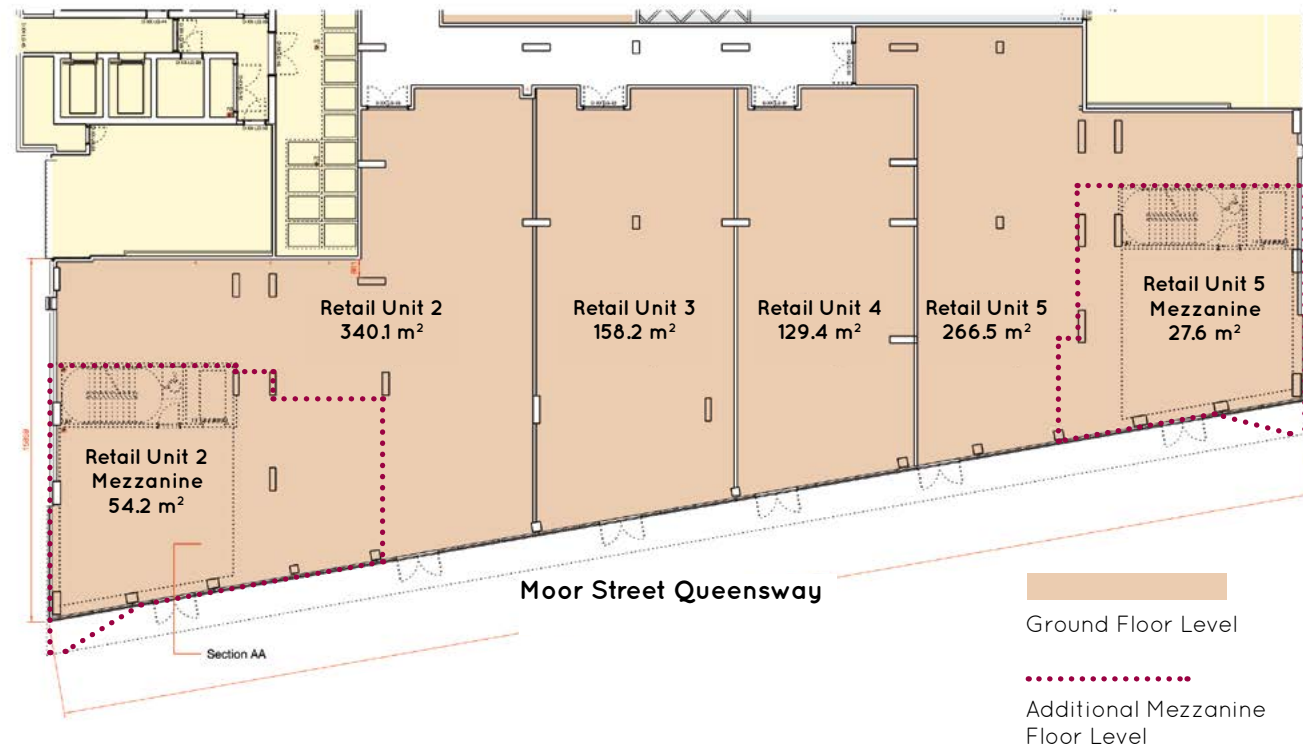 Retail Unit 2
340.1 m²
Retail Unit 3
158.2 m²
Retail Unit 4
129.4 m²
Retail Unit 5
266.5 m²
Retail Unit 5
Mezzanine
27.6 m²
Retail Unit 2
Mezzanine
54.2 m²
Moor Street Queensway
Section AA
Ground Floor Level
Additional Mezzanine
Floor Level